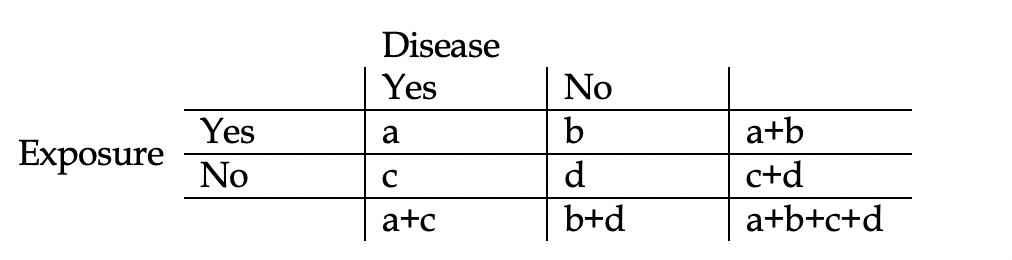 Disease
Yes No
Yes a b a+b
Exposure
No c d c+d
a+c b+d a+b+c+d